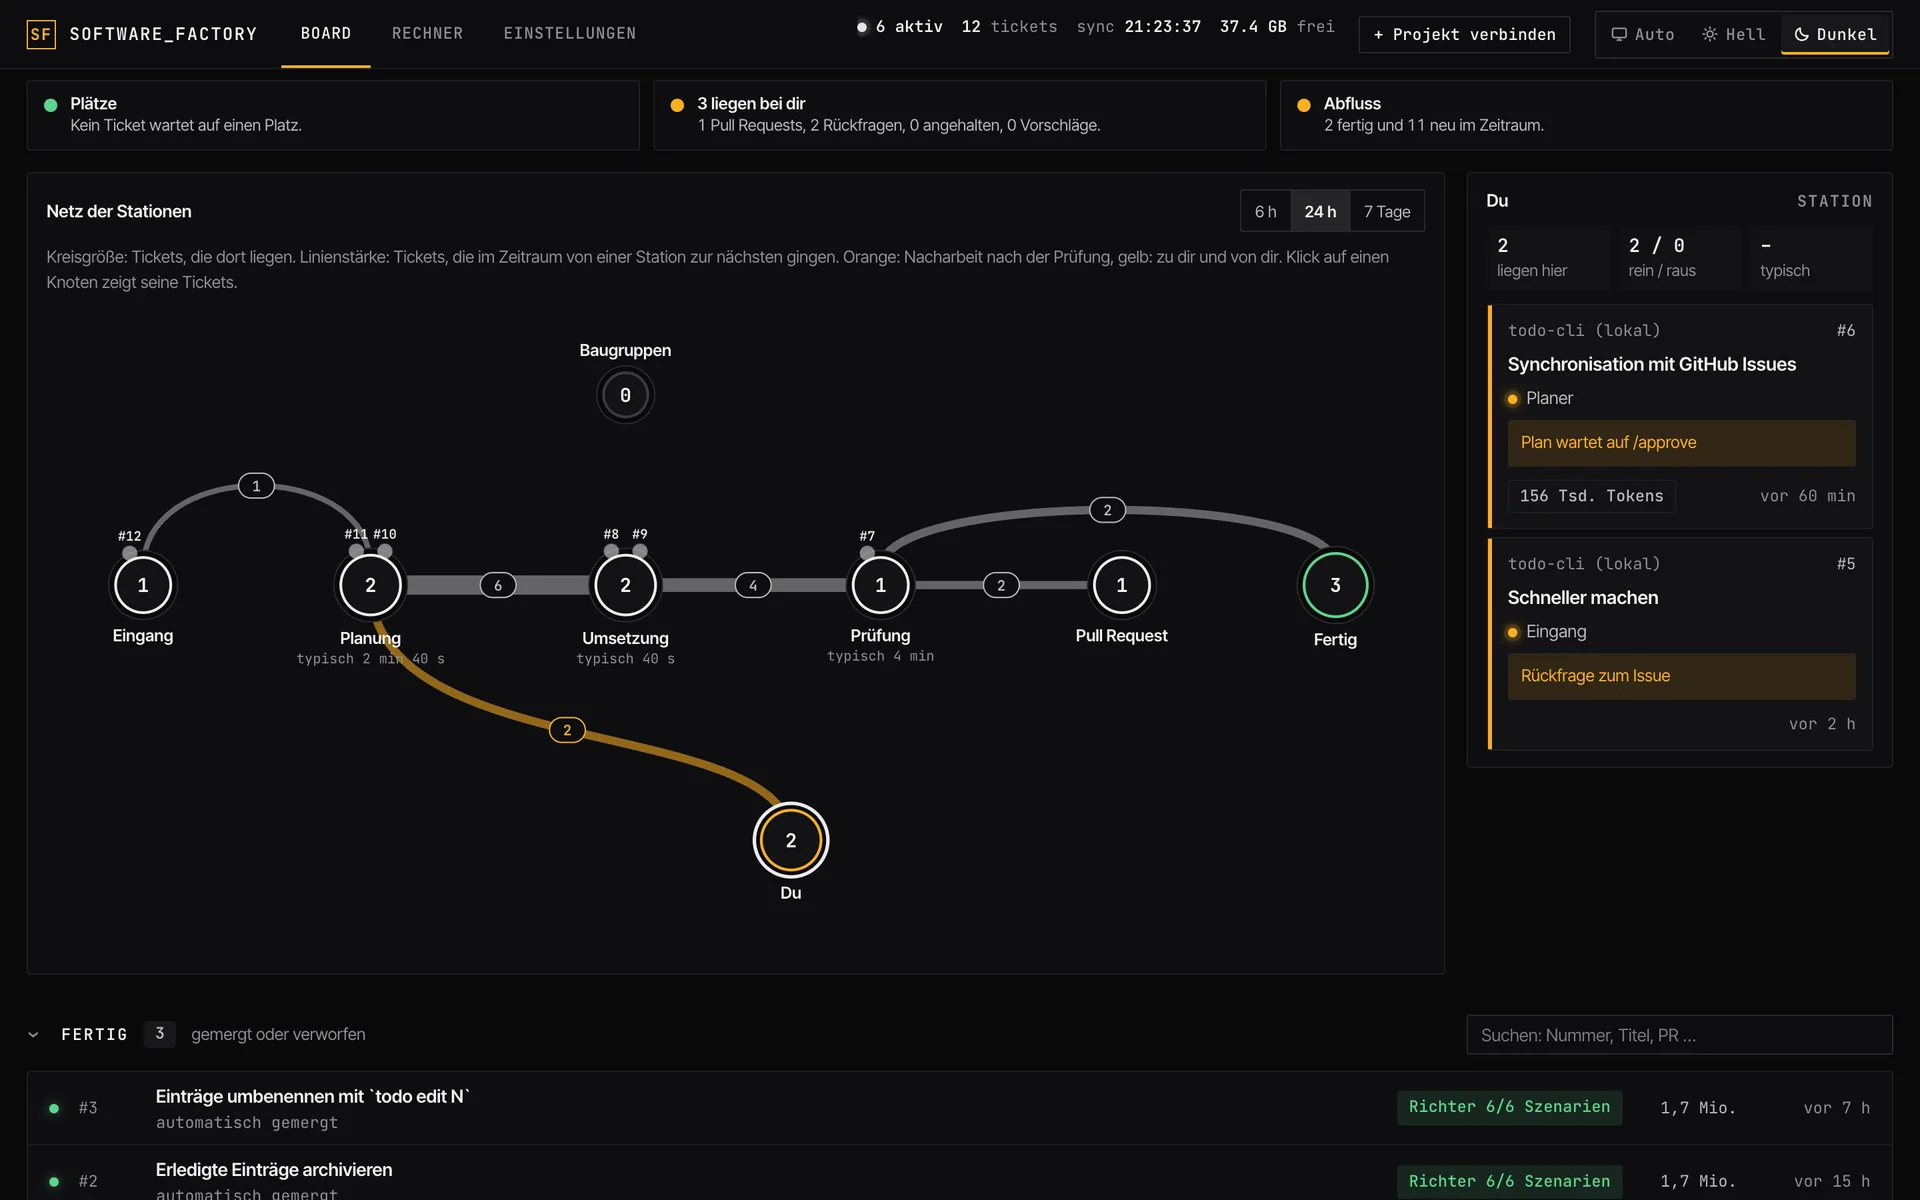 SF SOFTWARE_FACTORY BOARD RECHNER EINSTELLUNGEN 6 aktiv 12 tickets sync 21:23:37 37.4 GB frei + Projekt verbinden Auto Hell Dunkel
Plätze
Kein Ticket wartet auf einen Platz.
3 liegen bei dir
1 Pull Requests, 2 Rückfragen, 0 angehalten, 0 Vorschläge.
Abfluss
2 fertig und 11 neu im Zeitraum.
Netz der Stationen
6 h 24 h 7 Tage
Kreisgröße: Tickets, die dort liegen. Linienstärke: Tickets, die im Zeitraum von einer Station zur nächsten gingen. Orange: Nacharbeit nach der Prüfung, gelb: zu dir und von dir. Klick auf einen
Knoten zeigt seine Tickets.
Baugruppen
0
1
2
#12
#11 #10
#8 #9
#7
1
2
6
2
4
1
2
1
3
Eingang
Planung
typisch 2 min 40 s
Umsetzung
typisch 40 s
Prüfung
typisch 4 min
Pull Request
Fertig
2
2
Du
Du STATION
2
liegen hier
2 / 0
rein / raus
–
typisch
todo-cli (lokal) #6
Synchronisation mit GitHub Issues
Planer
Plan wartet auf /approve
156 Tsd. Tokens vor 60 min
todo-cli (lokal) #5
Schneller machen
Eingang
Rückfrage zum Issue
vor 2 h
FERTIG 3 gemergt oder verworfen
Suchen: Nummer, Titel, PR ...
#3 Einträge umbenennen mit `todo edit N`
automatisch gemergt
Richter 6/6 Szenarien 1,7 Mio. vor 7 h
#2 Erledigte Einträge archivieren
automatisch gemergt
Richter 6/6 Szenarien 1,7 Mio. vor 15 h